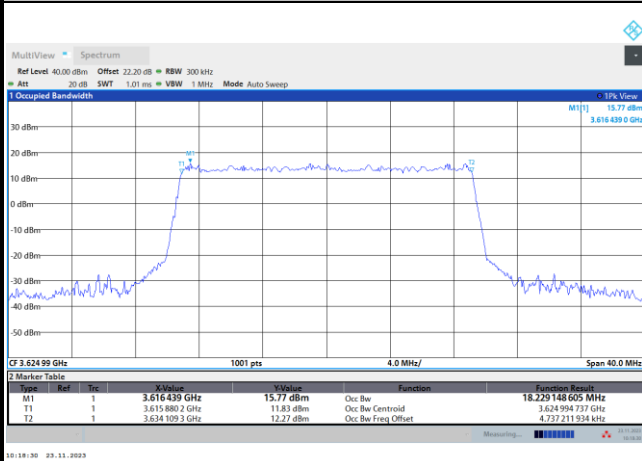 MultiView Spectrum
Ref Level 40.00 dBm Offset 22.20 dB RBW 300 kHz
Att 20 dB SWT 1.01 ms VBW 1 MHz Mode Auto Sweep
1 Occupied Bandwidth 1Pk View
M1[1] 15.77 dBm
3.616 439 0 GHz
30 dBm
20 dBm
M1
T1 T2
10 dBm
0 dBm
-10 dBm
-20 dBm
-30 dBm
-40 dBm
-50 dBm
CF 3.624 99 GHz 1001 pts 4.0 MHz/ Span 40.0 MHz
2 Marker Table
Type Ref Trc X-Value Y-Value Function Function Result
M1 1 3.616 439 GHz 15.77 dBm Occ Bw 18.229 148 605 MHz
T1 1 3.615 880 2 GHz 11.83 dBm Occ Bw Centroid 3.624 994 737 GHz
T2 1 3.634 109 3 GHz 12.27 dBm Occ Bw Freq Offset 4.737 211 934 kHz
Measuring... 23.11.2023
10:18:30
10:18:30 23.11.2023